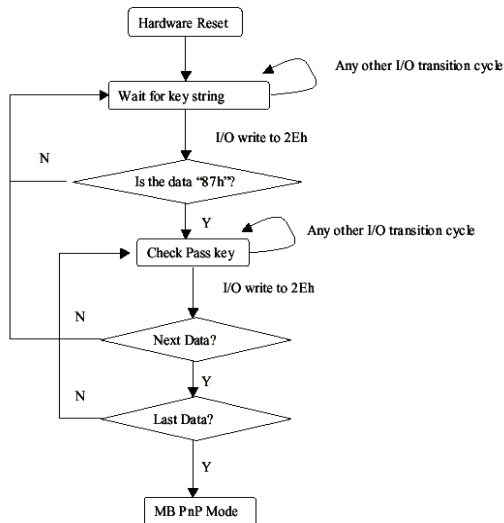 Hardware Reset
Any other I/O transition cycle
Wait for key string
I/O write to 2Eh
N
Is the data “87h”?
Y
Any other I/O transition cycle
Check Pass key
I/O write to 2Eh
N
Next Data?
Y
N
Last Data?
Y
MB PnP Mode